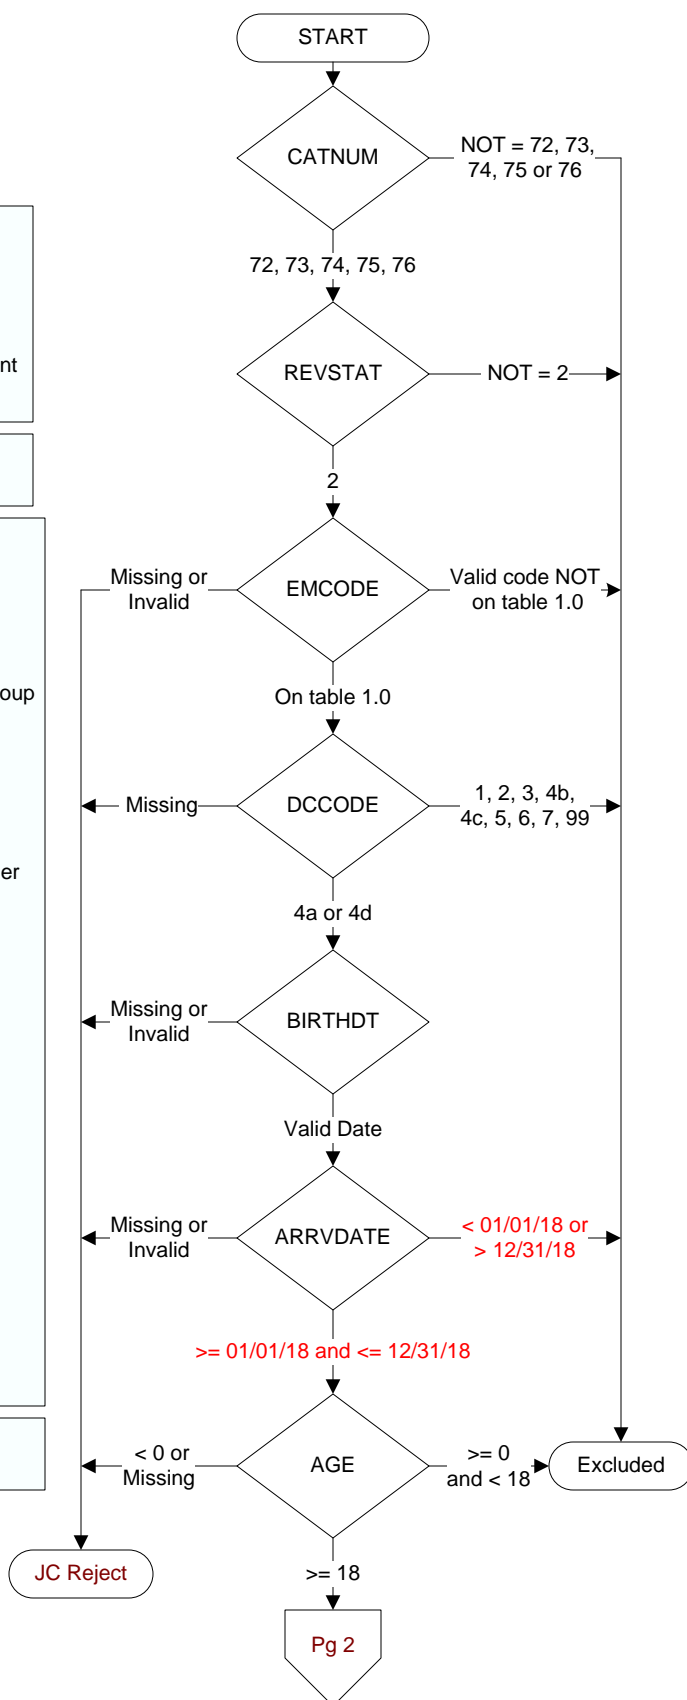 START
CATNUM
NOT = 72, 73,
74, 75 or 76
72, 73, 74, 75, 76
nt
REVSTAT
NOT = 2
2
Missing or
Invalid
EMCODE
Valid code NOT
on table 1.0
oup
On table 1.0
Missing
DCCODE
1, 2, 3, 4b,
4c, 5, 6, 7, 99
er
4a or 4d
Missing or
Invalid
BIRTHDT
Valid Date
Missing or
Invalid
ARRVDATE
< 01/01/18 or
> 12/31/18
>= 01/01/18 and <= 12/31/18
< 0 or
Missing
AGE
>= 0
and < 18
Excluded
JC Reject
>= 18
Pg 2